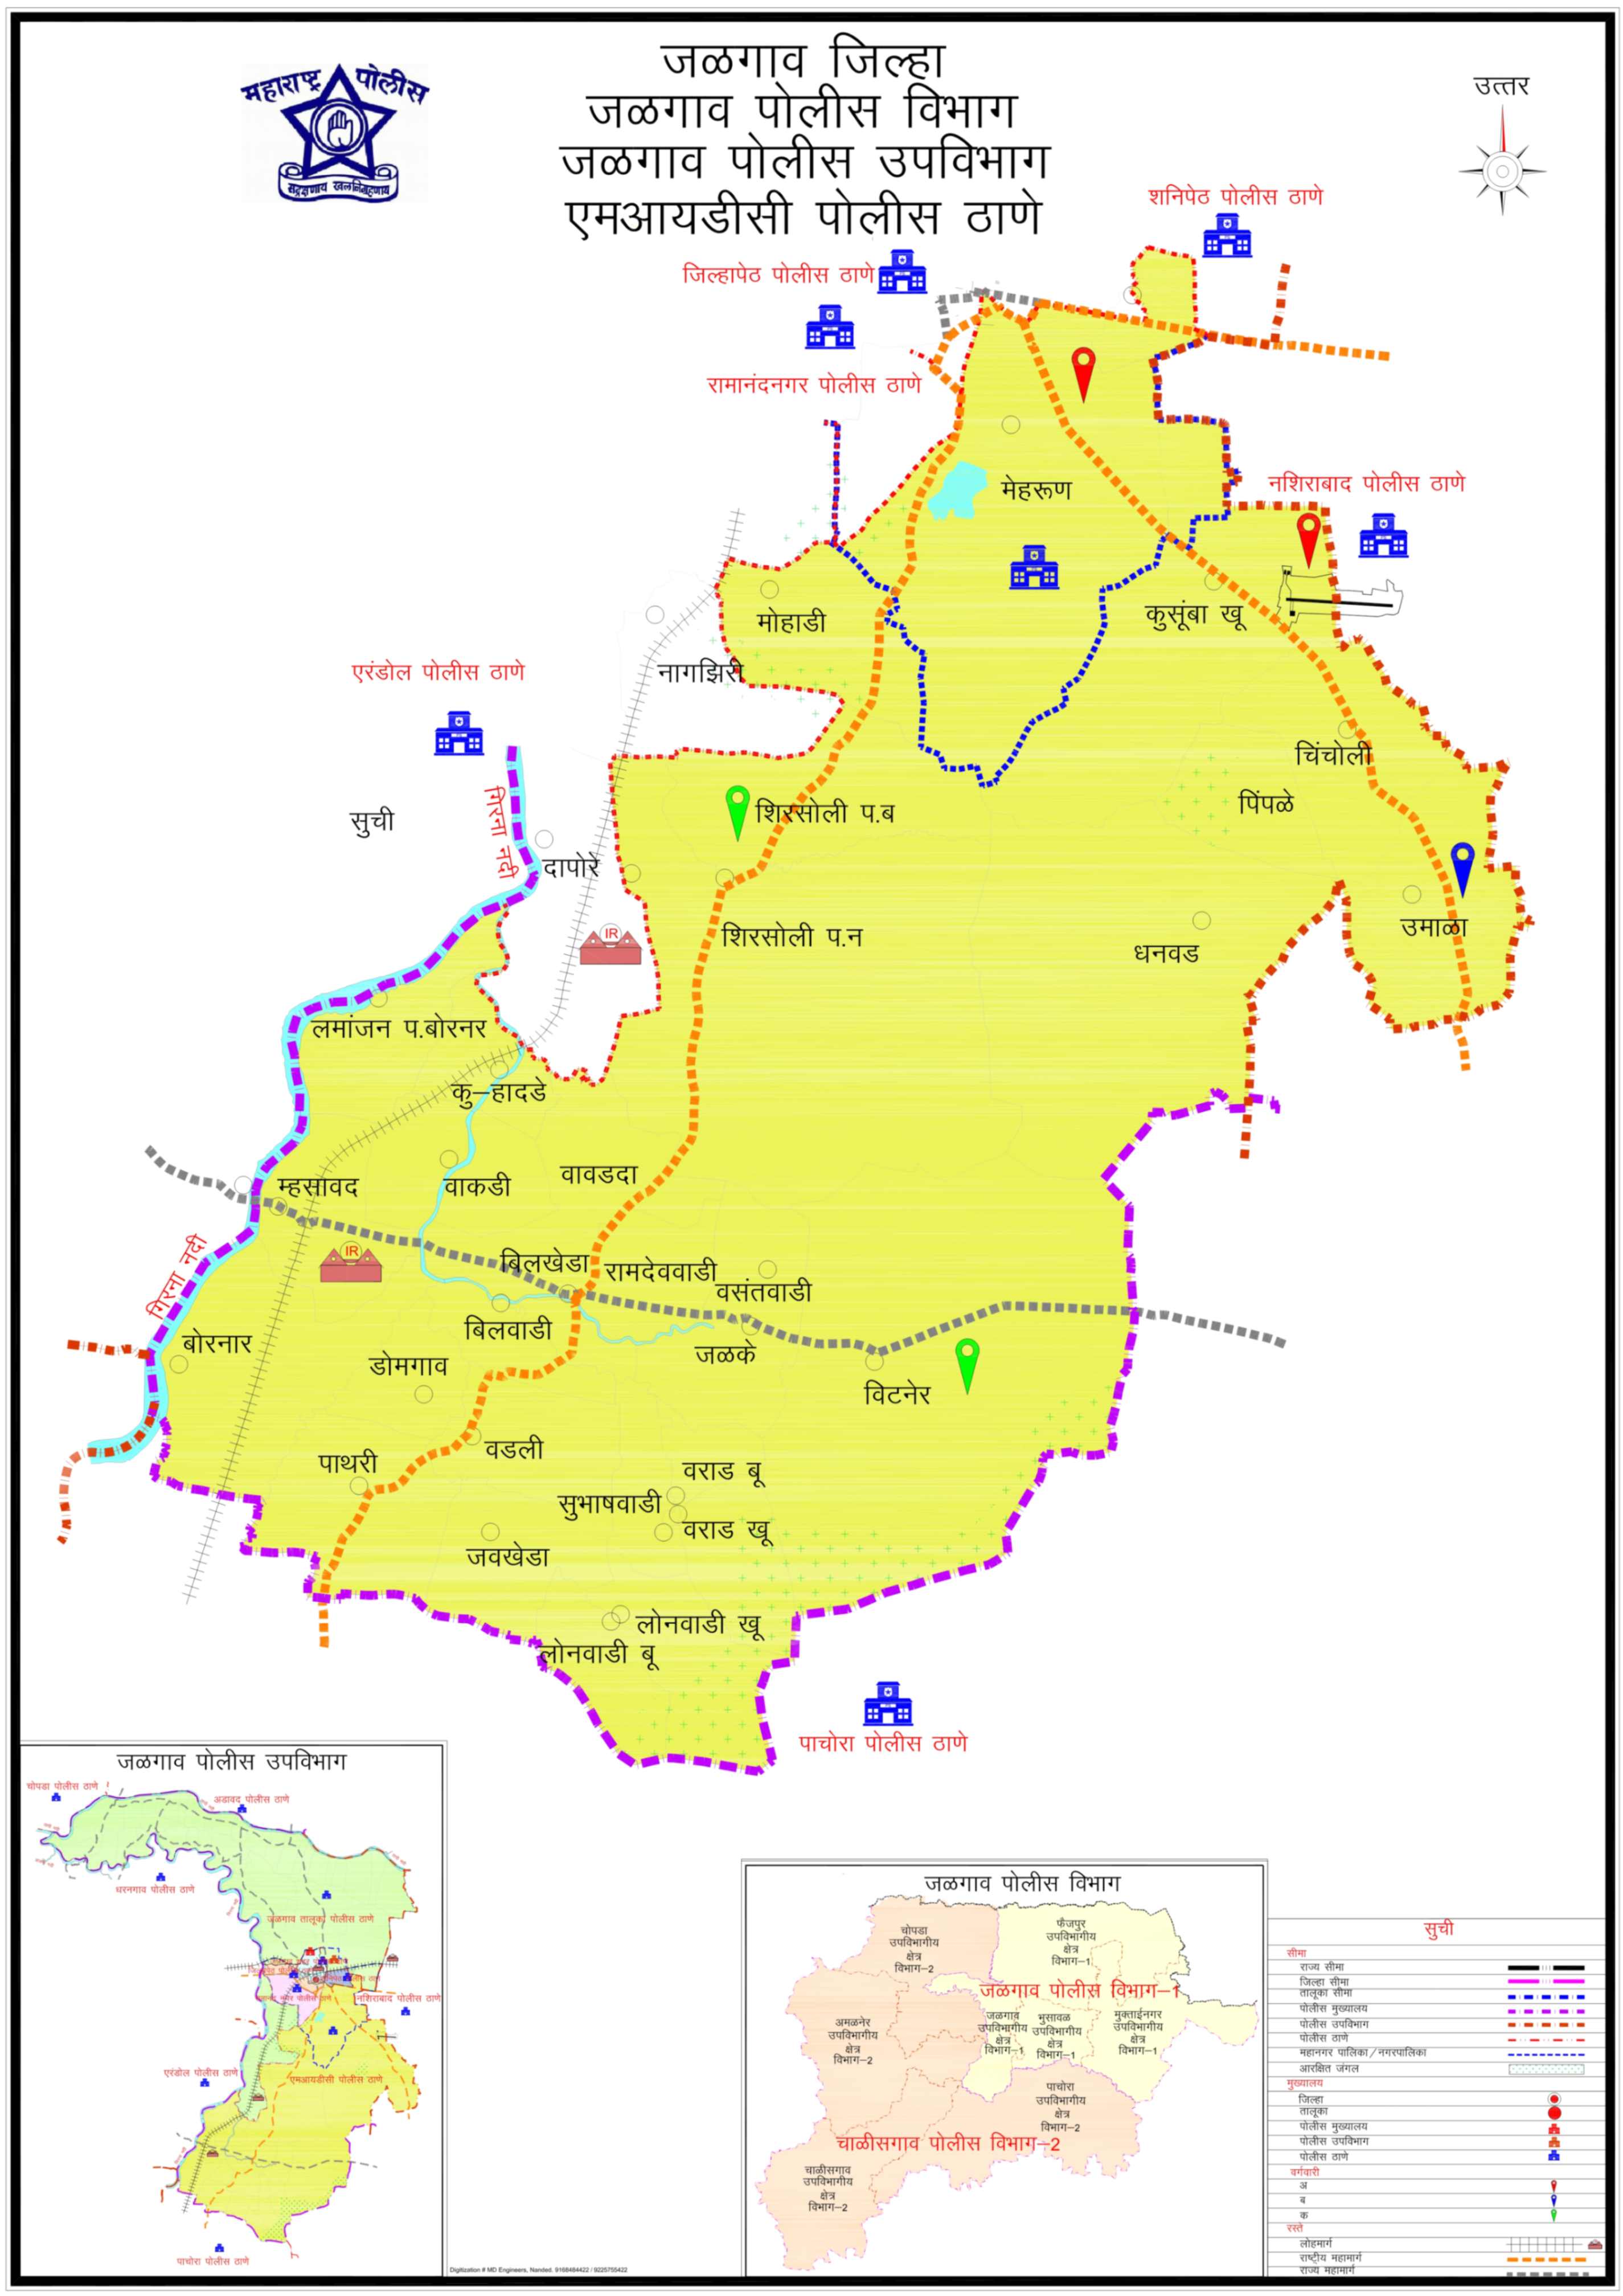 जळगाव जिल्हा
जळगाव पोलीस विभाग
जळगाव पोलीस उपविभाग
एमआयडीसी पोलीस ठाणे
महाराष्ट्र पोलीस
सद्रक्षणाय खलनिग्रहणाय
उत्तर
शनिपेठ पोलीस ठाणे
जिल्हापेठ पोलीस ठाणे
रामानंदनगर पोलीस ठाणे
मेहरूण
नशिराबाद पोलीस ठाणे
मोहाडी
कुसूंबा खू
नागझिरी
एरंडोल पोलीस ठाणे
चिंचोली
पिंपळे
गिरना नदी
सुची
शिरसोली प.ब
दापोरे
उमाळा
शिरसोली प.न
धनवड
IR
लमांजन प.बोरनर
कु–हादडे
वावडदा
म्हसावद
वाकडी
गिरना नदी
IR
बिलखेडा
रामदेववाडी
वसंतवाडी
बिलवाडी
बोरनार
जळके
डोमगाव
विटनेर
वडली
पाथरी
वराड बू
सुभाषवाडी
वराड खू
जवखेडा
लोनवाडी खू
लोनवाडी बू
पाचोरा पोलीस ठाणे
जळगाव पोलीस उपविभाग
चोपडा पोलीस ठाणे
अडावद पोलीस ठाणे
धरनगाव पोलीस ठाणे
जळगाव तालूका पोलीस ठाणे
नशिराबाद पोलीस ठाणे
एरंडोल पोलीस ठाणे
एमआयडीसी पोलीस ठाणे
पाचोरा पोलीस ठाणे
Digitization # MD Engineers, Nanded. 9168484422 / 9225755422
जळगाव पोलीस विभाग
चोपडा
उपविभागीय
क्षेत्र
विभाग–2
फैजपुर
उपविभागीय
क्षेत्र
विभाग–1
जळगाव पोलीस विभाग–1
अमळनेर
उपविभागीय
क्षेत्र
विभाग–2
जळगाव
उपविभागीय
क्षेत्र
विभाग–1
भुसावळ
उपविभागीय
क्षेत्र
विभाग–1
मुक्ताईनगर
उपविभागीय
क्षेत्र
विभाग–1
पाचोरा
उपविभागीय
क्षेत्र
विभाग–2
चाळीसगाव पोलीस विभाग–2
चाळीसगाव
उपविभागीय
क्षेत्र
विभाग–2
सुची
सीमा
राज्य सीमा
जिल्हा सीमा
तालूका सीमा
पोलीस मुख्यालय
पोलीस उपविभाग
पोलीस ठाणे
महानगर पालिका/नगरपालिका
आरक्षित जंगल
मुख्यालय
जिल्हा
तालूका
पोलीस मुख्यालय
पोलीस उपविभाग
पोलीस ठाणे
वर्गवारी
अ
ब
क
रस्ते
लोहमार्ग
राष्ट्रीय महामार्ग
राज्य महामार्ग